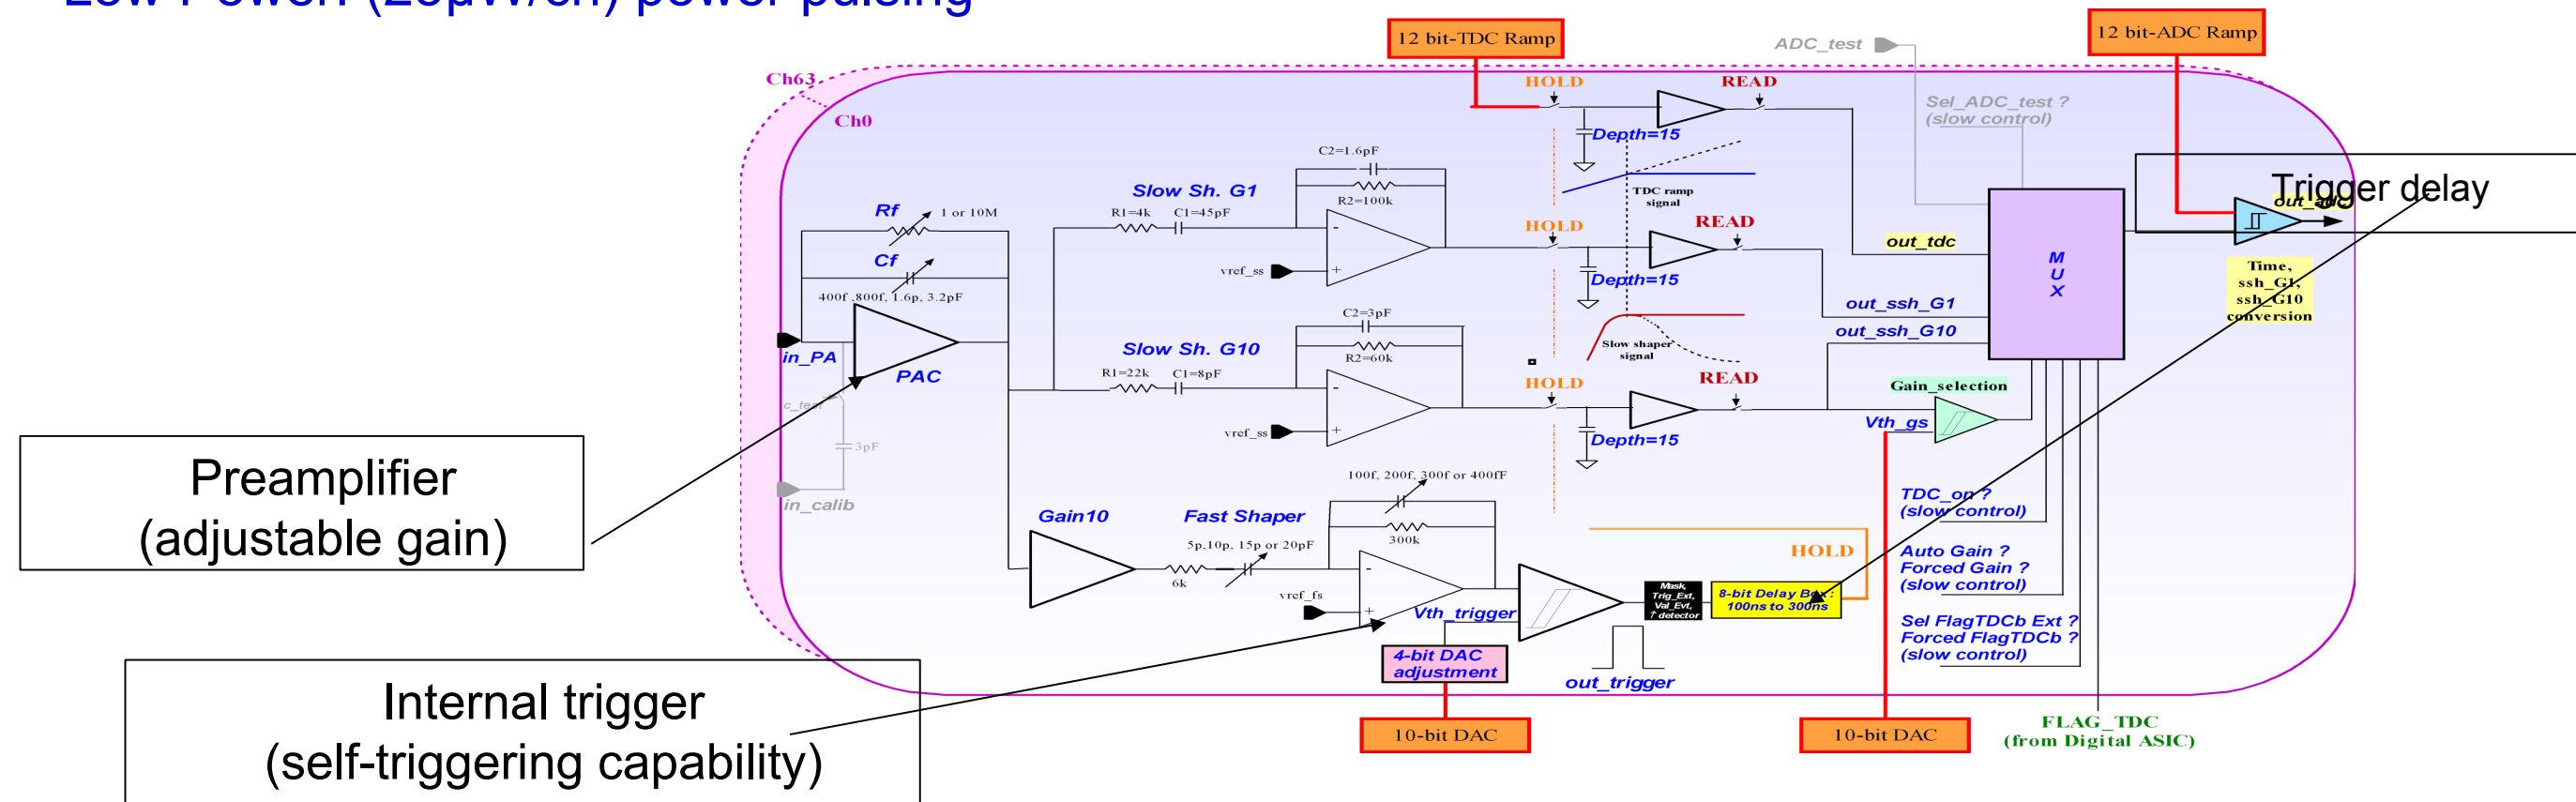 12 bit-TDC Ramp
ADC_test
12 bit-ADC Ramp
Ch63
Ch0
HOLD
READ
Sel_ADC_test ?
(slow control)
Depth=15
C2=1.6pF
R2=100k
Slow Sh. G1
R1=4k
C1=45pF
vref_ss
-
+
TDC ramp
signal
Trigger delay
out_adc
Rf
1 or 10M
Cf
400f ,800f, 1.6p, 3.2pF
HOLD
READ
Depth=15
out_tdc
M
U
X
Time,
ssh_G1,
ssh_G10
conversion
out_ssh_G1
out_ssh_G10
in_PA
PAC
C2=3pF
R2=60k
Slow Sh. G10
R1=22k
C1=8pF
vref_ss
-
+
Slow shaper
signal
HOLD
READ
Depth=15
Gain_selection
Vth_gs
c_test
3pF
in_calib
Preamplifier
(adjustable gain)
100f, 200f, 300f or 400fF
300k
Gain10
Fast Shaper
5p,10p, 15p or 20pF
6k
vref_fs
-
+
Vth_trigger
HOLD
Mask,
Trig_Ext,
Val_Evt,
↑ detector
8-bit Delay Box :
100ns to 300ns
TDC_on ?
(slow control)
Auto Gain ?
Forced Gain ?
(slow control)
Sel FlagTDCb Ext ?
Forced FlagTDCb ?
(slow control)
4-bit DAC
adjustment
out_trigger
Internal trigger
(self-triggering capability)
10-bit DAC
10-bit DAC
FLAG_TDC
(from Digital ASIC)